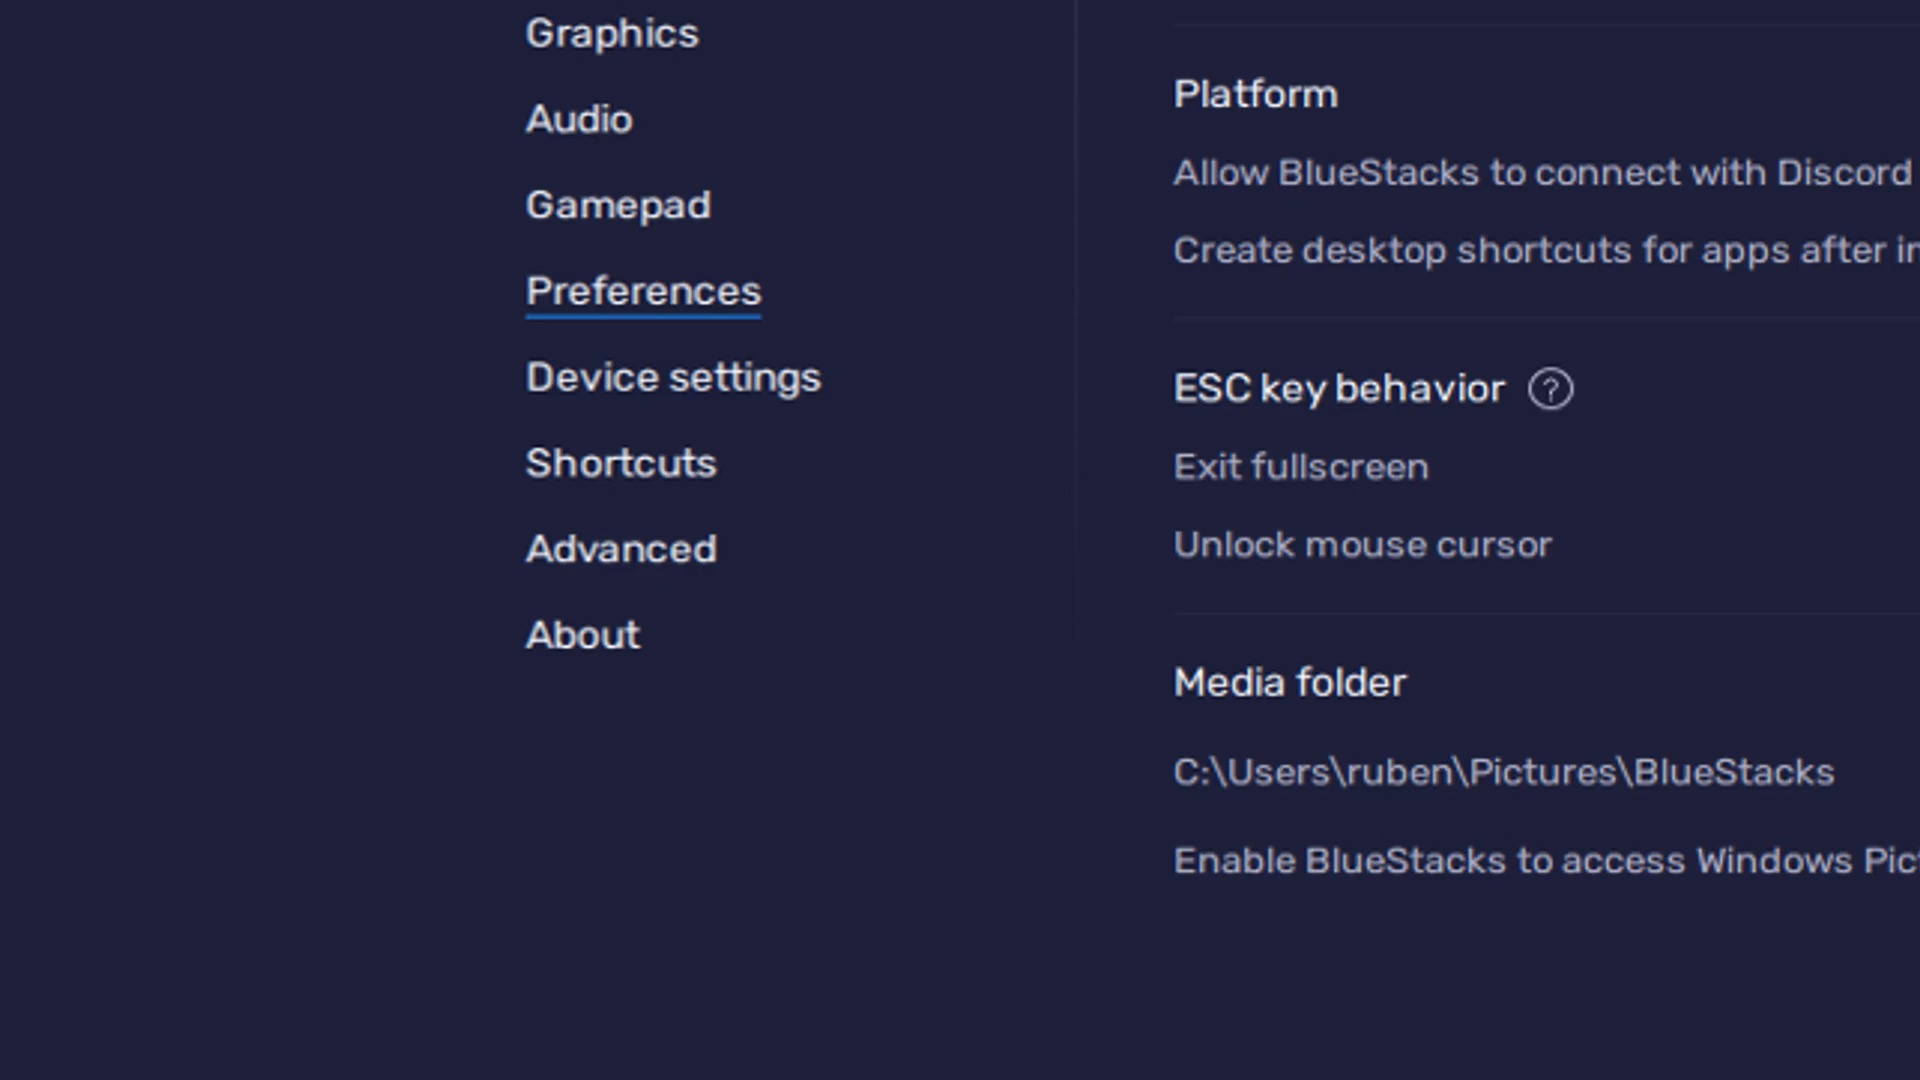 Graphics
Audio
Gamepad
Preferences
Device settings
Shortcuts
Advanced
About
Platform
Allow BlueStacks to connect with Discord
Create desktop shortcuts for apps after
ESC key behavior ?
Exit fullscreen
Unlock mouse cursor
Media folder
C:\Users\ruben\Pictures\BlueStacks
Enable BlueStacks to access Windows